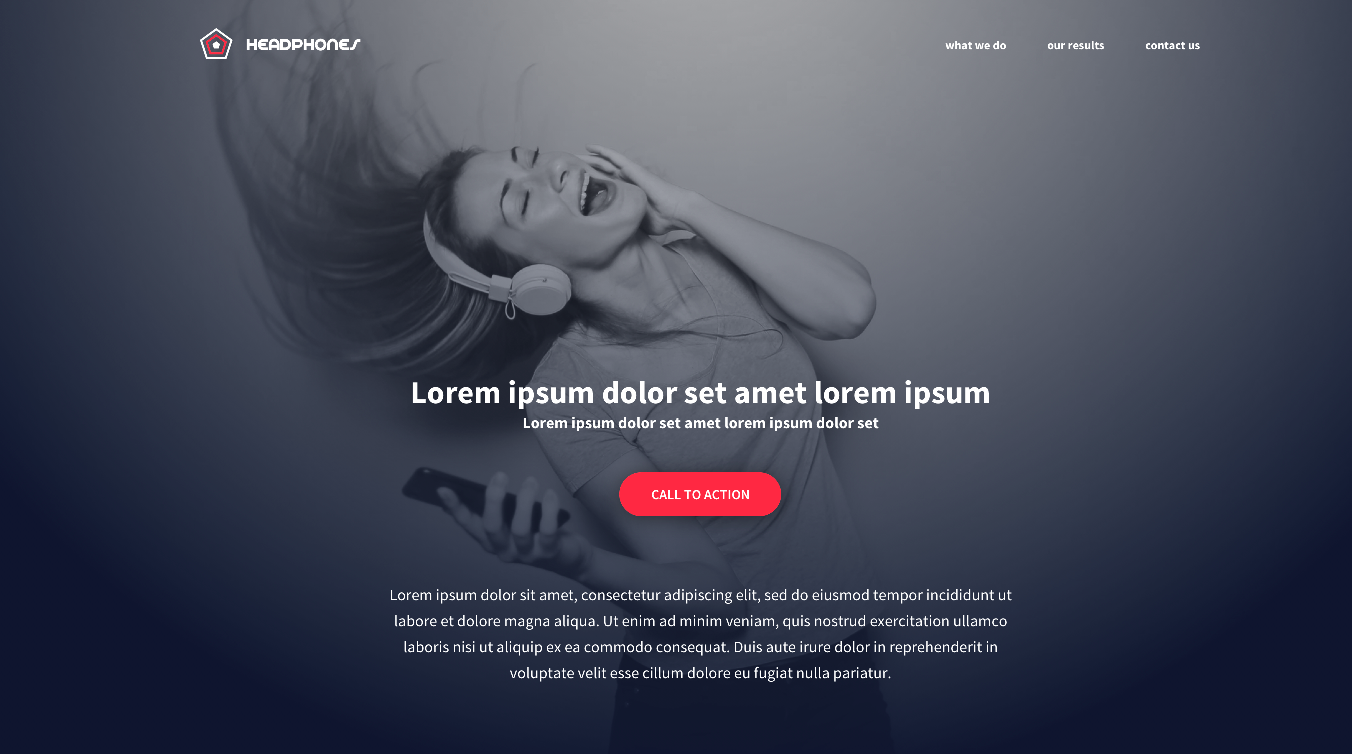 HEADPHONES
what we do
our results
contact us
Lorem ipsum dolor set amet lorem ipsum
Lorem ipsum dolor set amet lorem ipsum dolor set
CALL TO ACTION
Lorem ipsum dolor sit amet, consectetur adipiscing elit, sed do eiusmod tempor incididunt ut
labore et dolore magna aliqua. Ut enim ad minim veniam, quis nostrud exercitation ullamco
laboris nisi ut aliquip ex ea commodo consequat. Duis aute irure dolor in reprehenderit in
voluptate velit esse cillum dolore eu fugiat nulla pariatur.